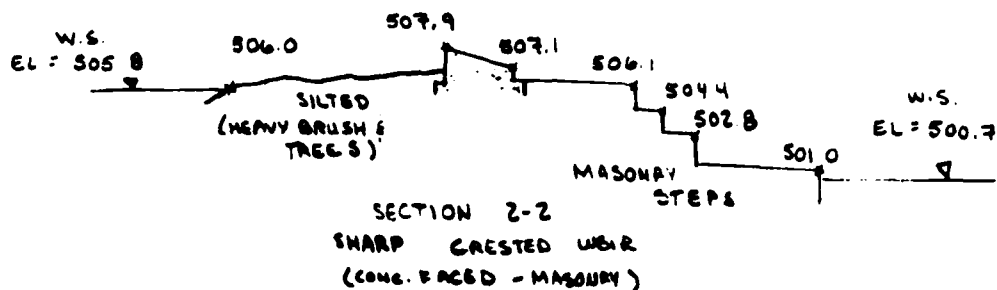 507.9
W.S.
EL = 505.8
506.0
507.1
506.1
504.4
502.8
W.S.
EL = 500.7
SILTED
(HEAVY BRUSH &
TREES)
501.0
MASONRY
STEPS
SECTION 2-2
SHARP CRESTED WEIR
(CONC. FACED - MASONRY)